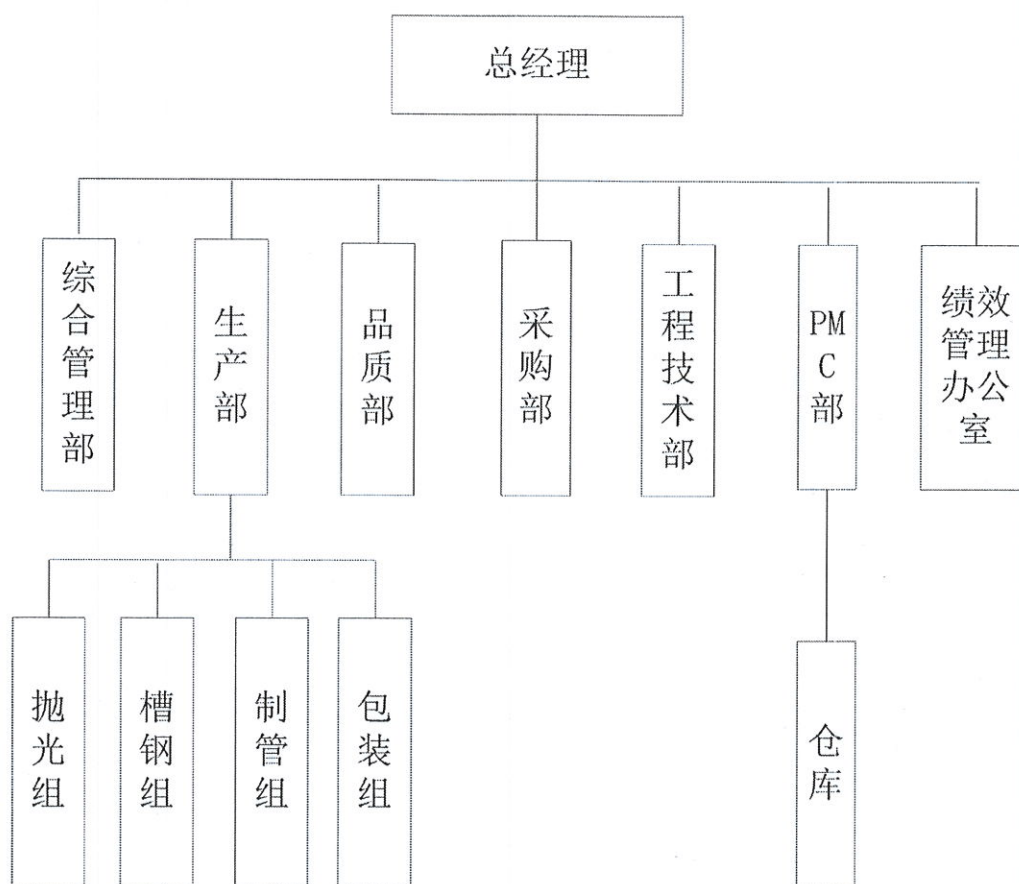 总经理
综合管理部
生产部
品质部
采购部
工程技术部
PMC部
绩效管理办公室
抛光组
槽钢组
制管组
包装组
仓库